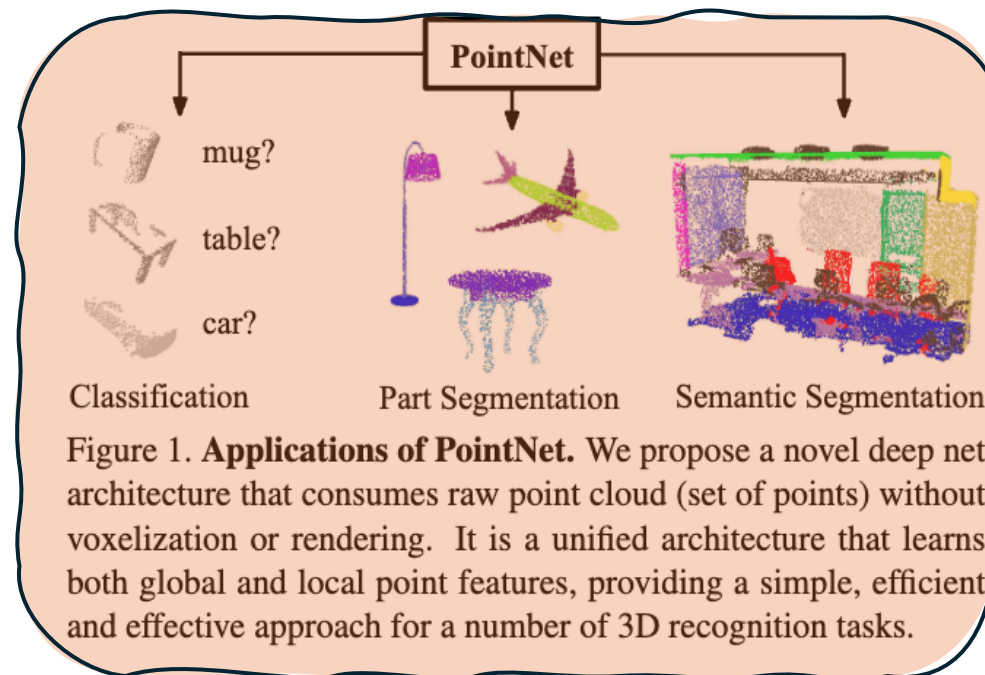 PointNet
mug?
table?
car?
Classification
Part Segmentation
Semantic Segmentation
Figure 1. Applications of PointNet. We propose a novel deep net
architecture that consumes raw point cloud (set of points) without
voxelization or rendering. It is a unified architecture that learns
both global and local point features, providing a simple, efficient
and effective approach for a number of 3D recognition tasks.